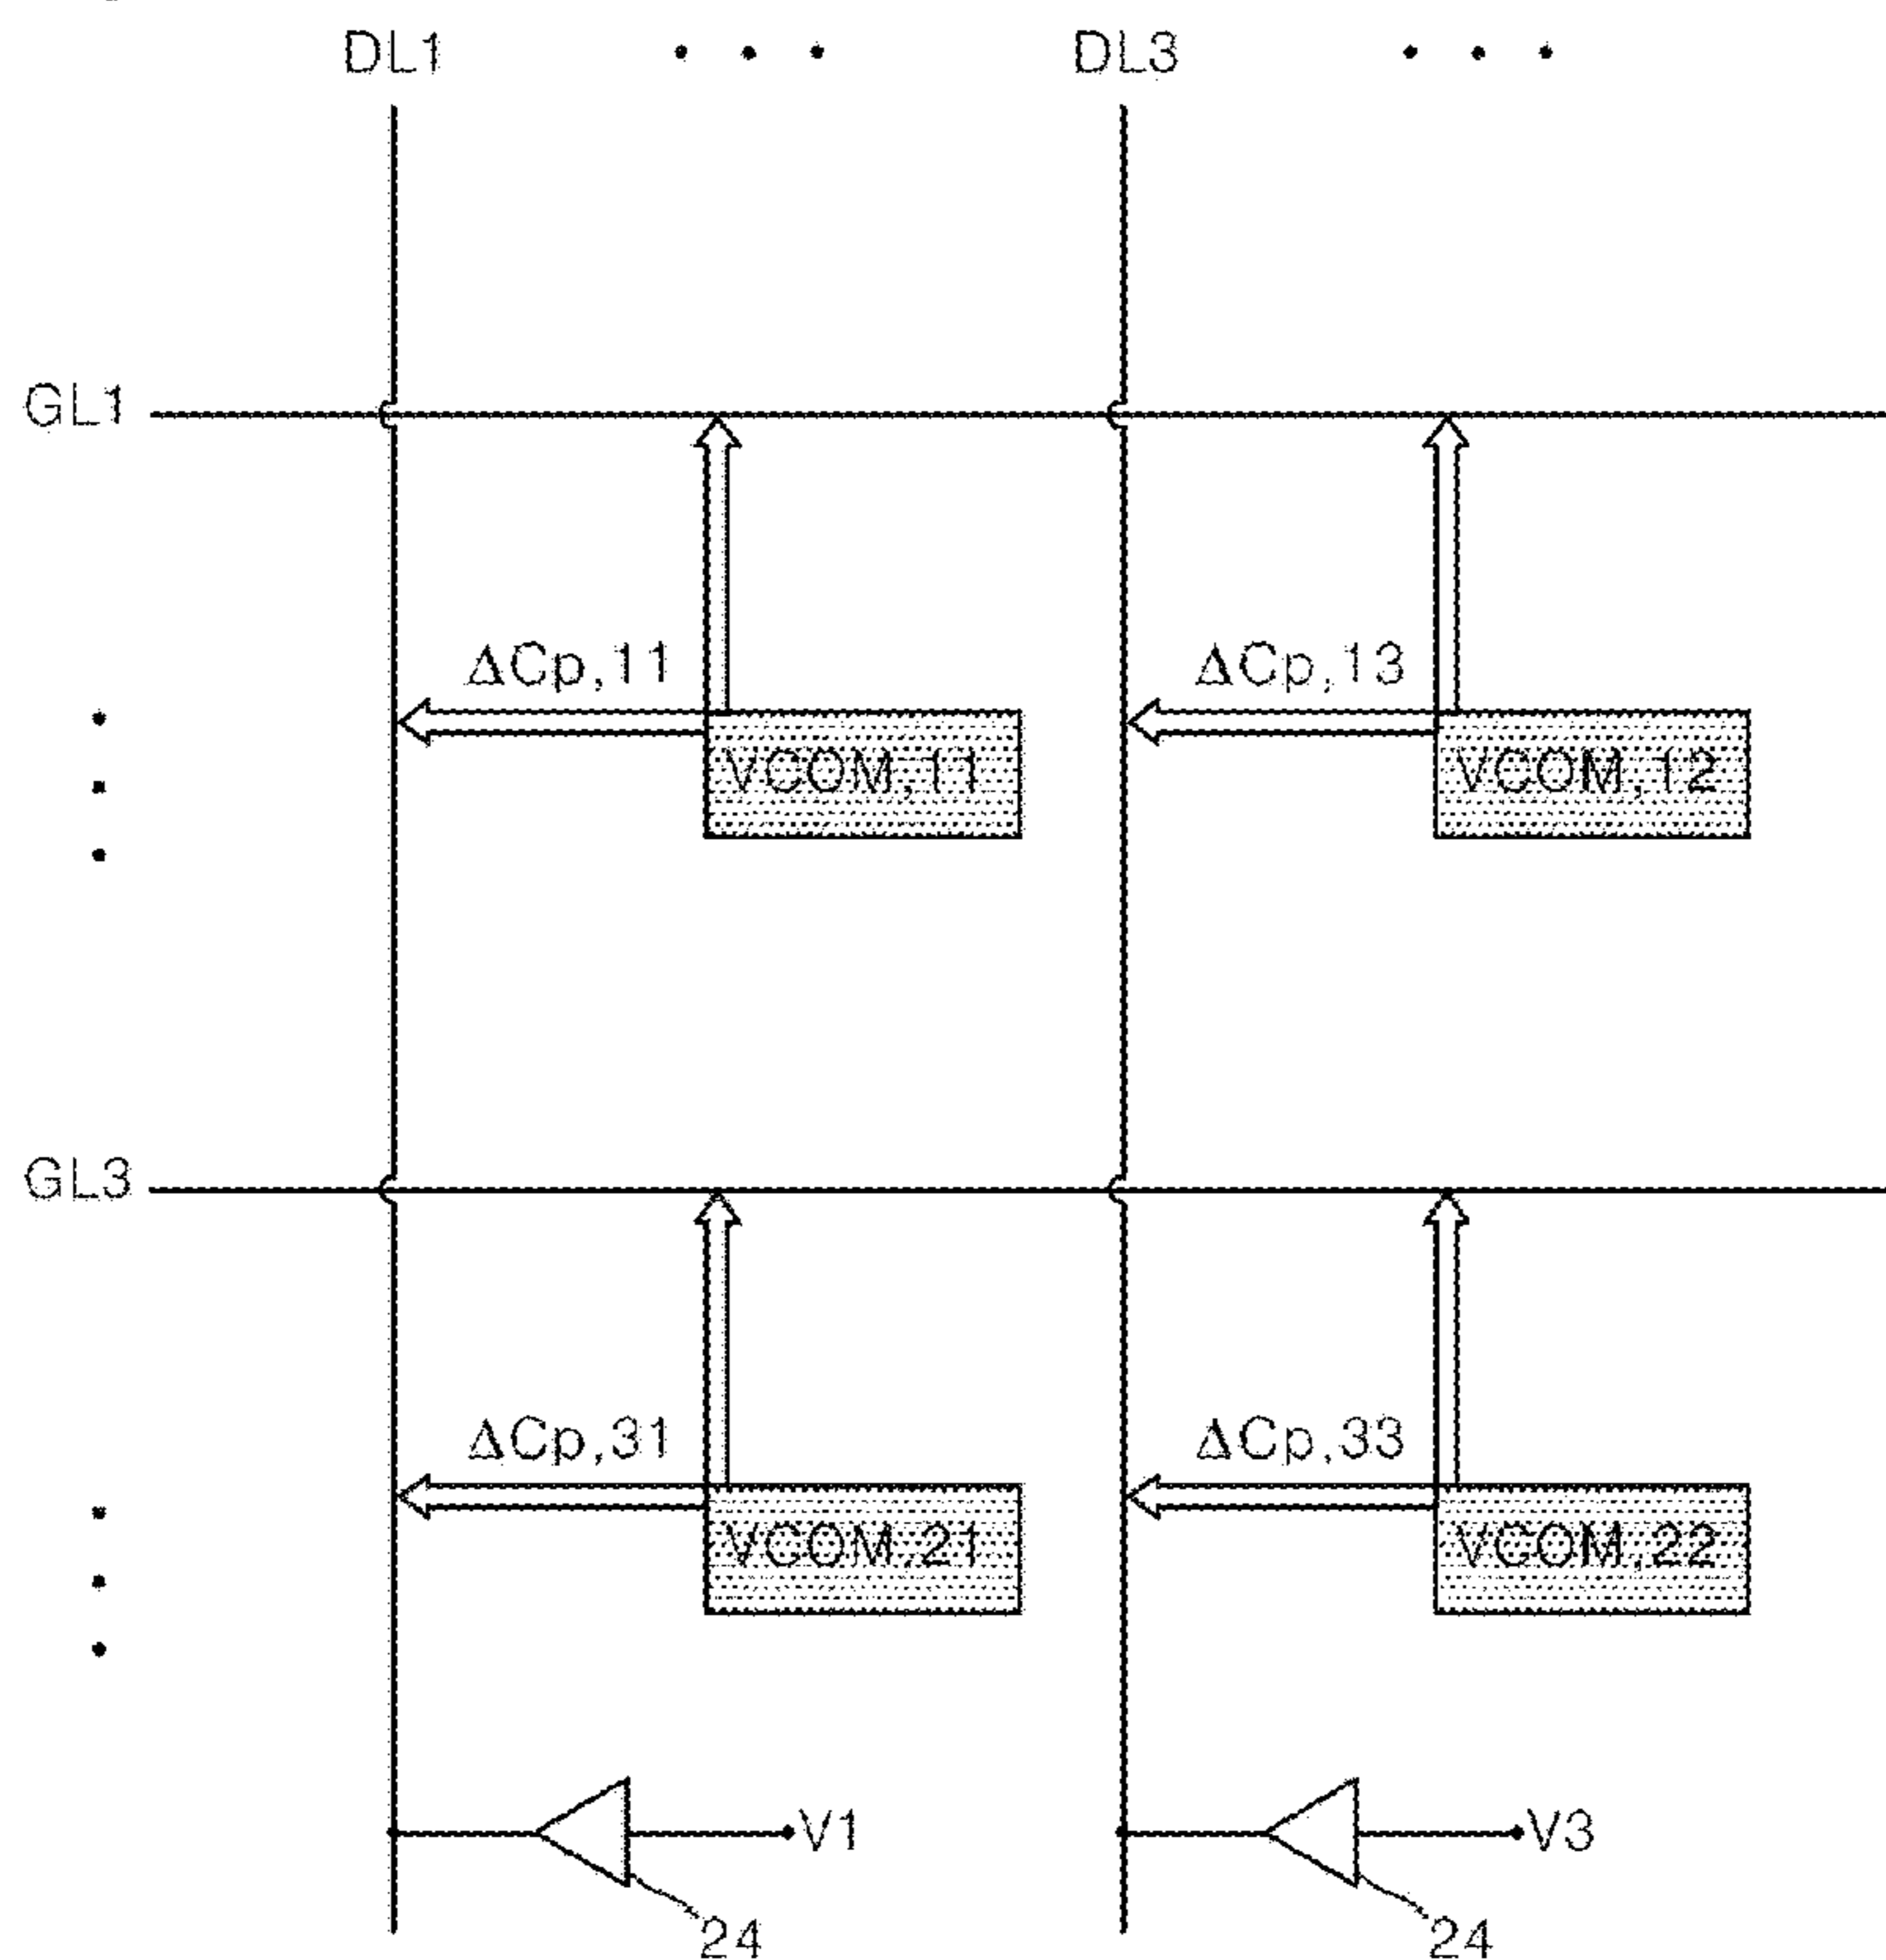 DL1 • • • DL3 • • •
GL1
ΔCp,11 ΔCp,13
VCOM,11 VCOM,12
GL3
ΔCp,31 ΔCp,33
VCOM,21 VCOM,22
V1 V3
24 24